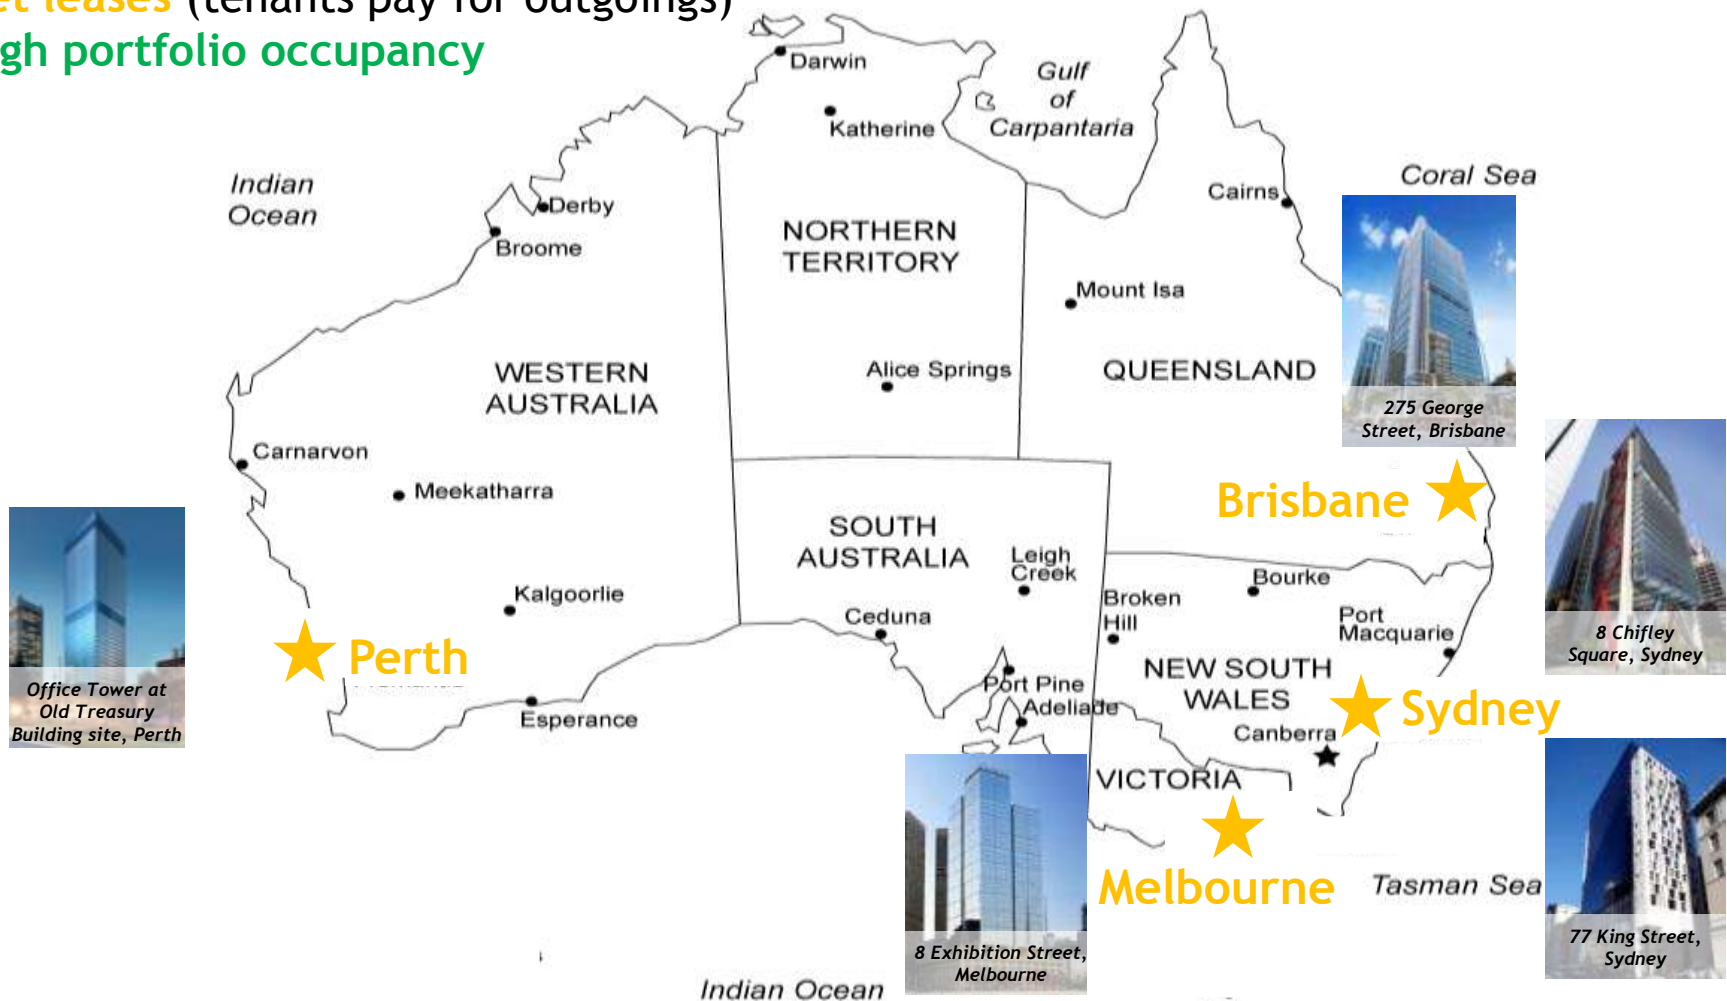 et leases (tenants pay for outgoings)
gh portfolio occupancy
Darwin
Gulf
of
Carpantaria
Katherine
Indian
Ocean
Coral Sea
Cairns
Derby
Broome
NORTHERN
TERRITORY
Mount Isa
WESTERN
AUSTRALIA
Alice Springs
QUEENSLAND
275 George
Street, Brisbane
Carnarvon
Meekatharra
Brisbane
SOUTH
AUSTRALIA
Leigh
Creek
Kalgoorlie
Ceduna
Broken
Hill
Bourke
Port
Macquarie
8 Chifley
Square, Sydney
Perth
Office Tower at
Old Treasury
Building site, Perth
Esperance
Port Pine
Adeliade
NEW SOUTH
WALES
Sydney
Canberra
VICTORIA
Melbourne
Tasman Sea
8 Exhibition Street,
Melbourne
77 King Street,
Sydney
Indian Ocean